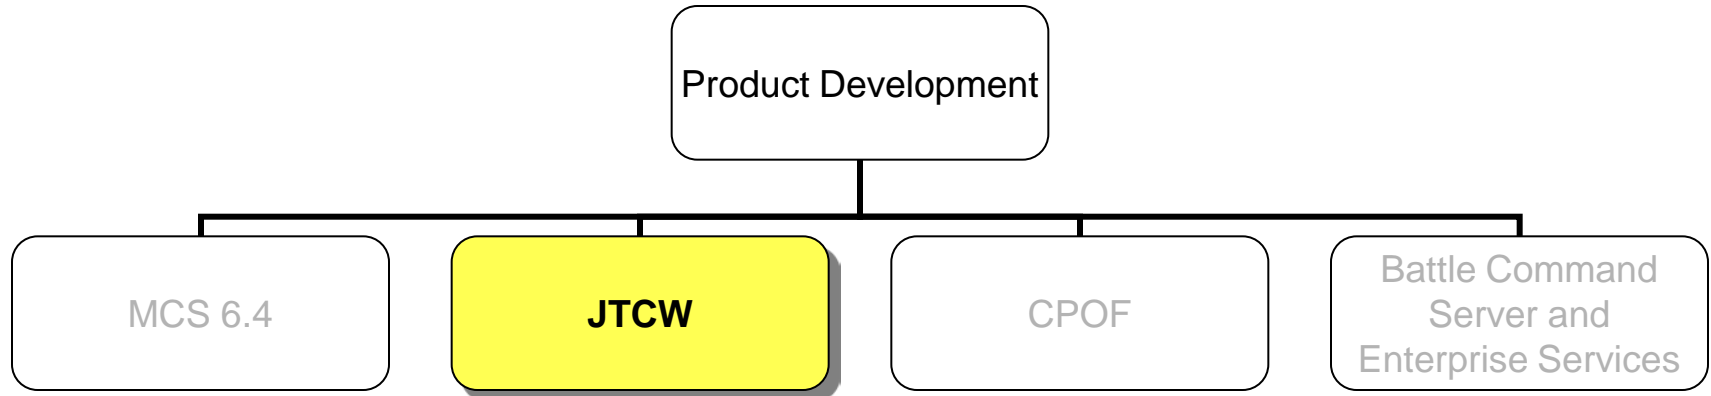 Product Development
MCS 6.4
JTCW
CPOF
Battle Command
Server and
Enterprise Services